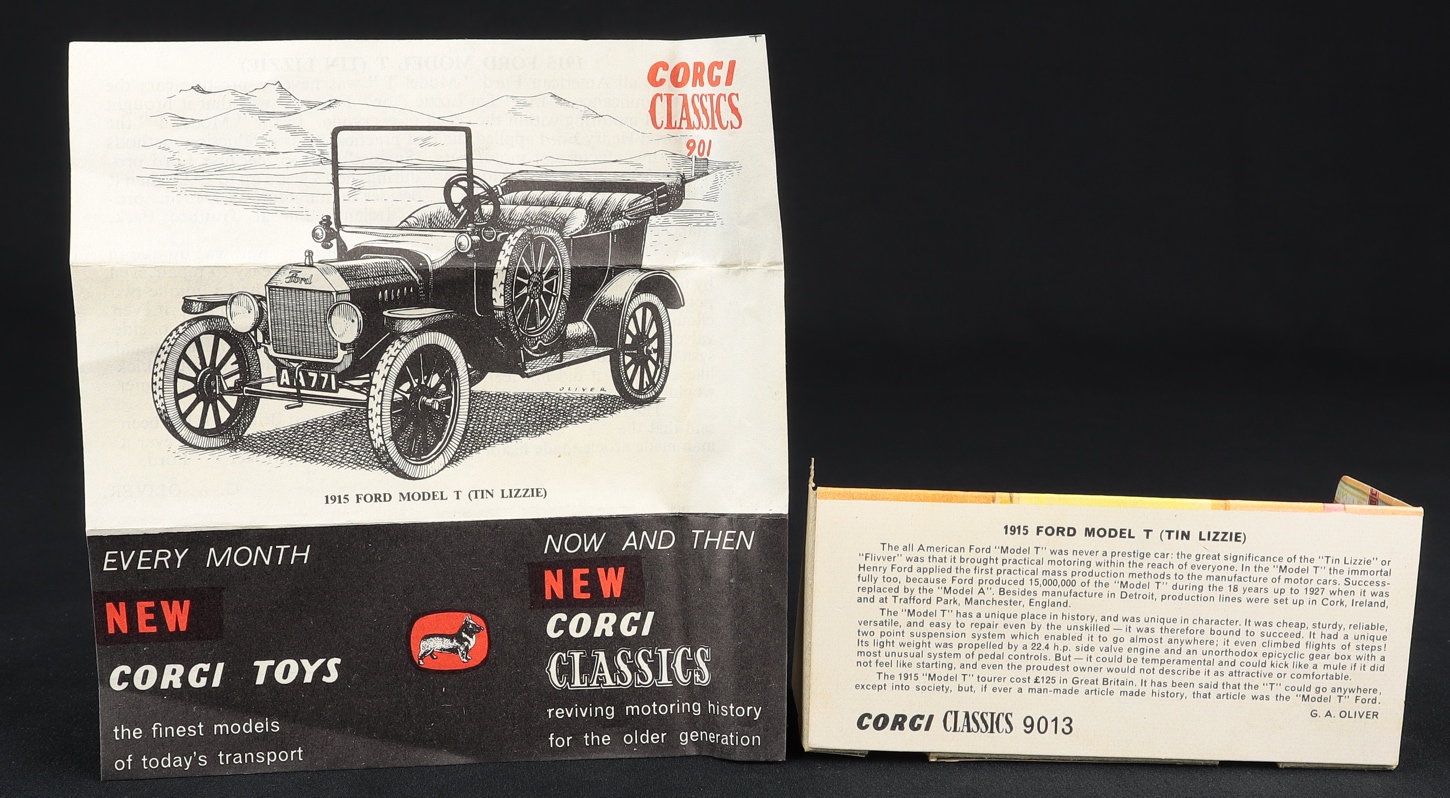 CORGI
CLASSICS
901
Ford
OLIVER
1915 FORD MODEL T (TIN LIZZIE)
EVERY MONTH
NEW
CORGI TOYS
the finest models
of today's transport
NOW AND THEN
NEW
CORGI
CLASSICS
reviving motoring history
for the older generation
1915 FORD MODEL T (TIN LIZZIE)
The all American Ford "Model T" was never a prestige car: the great significance of the "Tin Lizzie" or
"Flivver" was that it brought practical motoring within the reach of everyone. In the "Model T" the immortal
Henry Ford applied the first practical mass production methods to the manufacture of motor cars. Success-
fully too, because Ford produced 15,000,000 of the "Model T" during the 18 years up to 1927 when it was
replaced by the "Model A". Besides manufacture in Detroit, production lines were set up in Cork, Ireland,
and at Trafford Park, Manchester, England.
The "Model T" has a unique place in history, and was unique in character. It was cheap, sturdy, reliable,
versatile, and easy to repair even by the unskilled — it was therefore bound to succeed. It had a unique
two point suspension system which enabled it to go almost anywhere; it even climbed flights of steps!
Its light weight was propelled by a 22.4 h.p. side valve engine and an unorthodox epicyclic gear box with a
most unusual system of pedal controls. But — it could be temperamental and could kick like a mule if it did
not feel like starting, and even the proudest owner would not describe it as attractive or comfortable.
The 1915 "Model T" tourer cost £125 in Great Britain. It has been said that the "T" could go anywhere,
except into society, but, if ever a man-made article made history, that article was the "Model T" Ford.
G. A. OLIVER
CORGI CLASSICS 9013